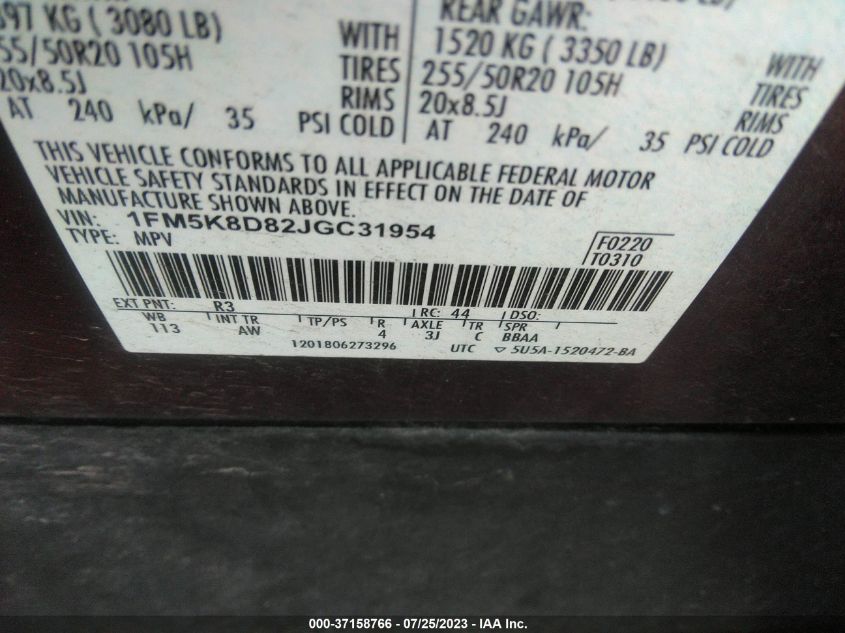 KG ( 3080 LB)
55/50R20 105H WITH
20x8.5J TIRES
AT 240 kPa/ 35 RIMS
PSI COLD
REAR GAWR:
1520 KG ( 3350 LB) WITH
255/50R20 105H TIRES
20x8.5J RIMS
AT 240 kPa/ 35 PSI COLD
THIS VEHICLE CONFORMS TO ALL APPLICABLE FEDERAL MOTOR
VEHICLE SAFETY STANDARDS IN EFFECT ON THE DATE OF
MANUFACTURE SHOWN ABOVE.
VIN: 1FM5K8D82JGC31954
TYPE: MPV
F0220
T0310
EXT PNT: R3 RC: 44 DSO:
WB INT TR TP/PS R AXLE TR SPR
113 AW 4 3J C BBAA
1201806273296 UTC ▽ 5U5A-1520472-BA
000-37158766 / 07/25/2023 - IAA Inc.